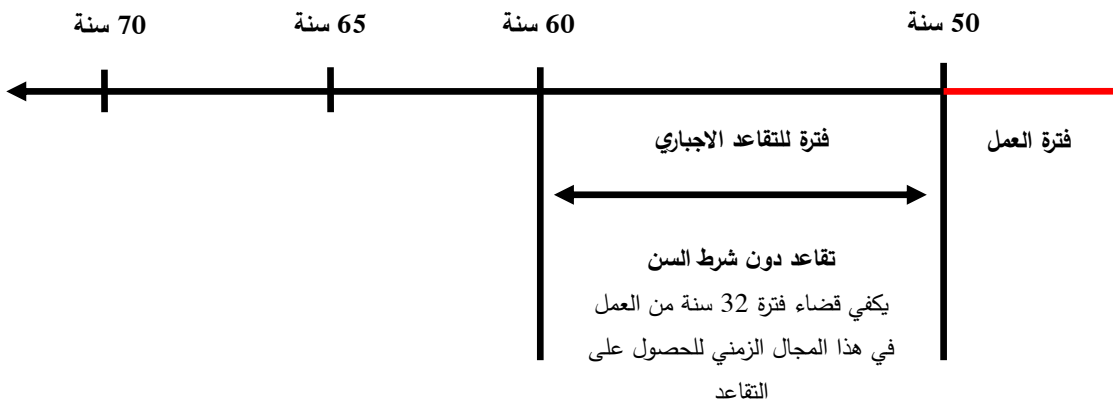 50 سنة
60 سنة
65 سنة
70 سنة
فترة العمل
فترة للتقاعد الاجباري
تقاعد دون شرط السن
يكفي قضاء فترة 32 سنة من العمل
في هذا المجال الزمني للحصول على
التقاعد